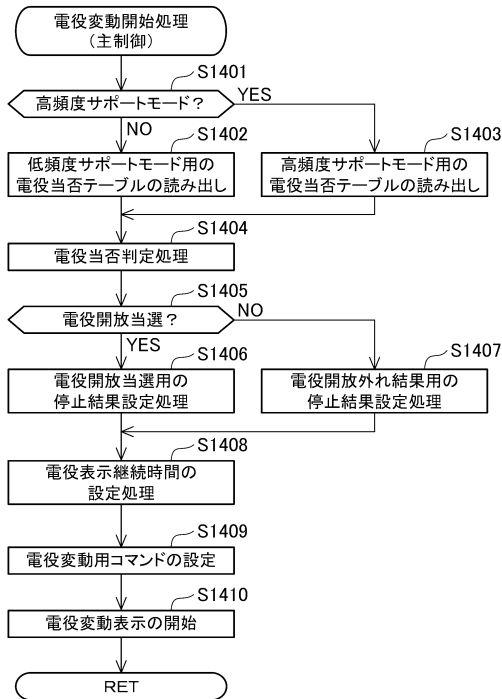 電役変動開始処理
(主制御)
S1401
高頻度サポートモード?
YES
NO
S1402
低頻度サポートモード用の
電役当否テーブルの読み出し
S1403
高頻度サポートモード用の
電役当否テーブルの読み出し
S1404
電役当否判定処理
S1405
電役開放当選?
NO
YES
S1406
電役開放当選用の
停止結果設定処理
S1407
電役開放外れ結果用の
停止結果設定処理
S1408
電役表示継続時間の
設定処理
S1409
電役変動用コマンドの設定
S1410
電役変動表示の開始
RET